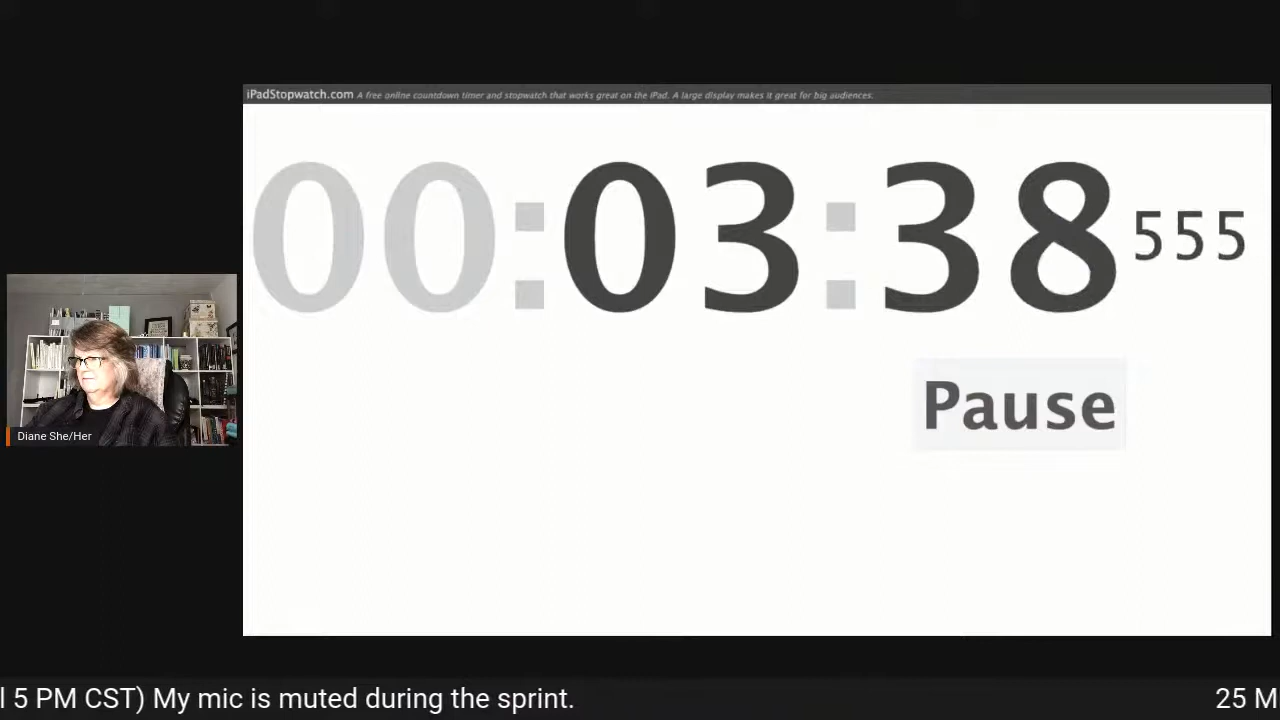 iPadStopwatch.com A free online countdown timer and stopwatch that works great on the iPad. A large display makes it great for big audiences.
00:03:38 555
Pause
Diane She/Her
l 5 PM CST) My mic is muted during the sprint. 25 M